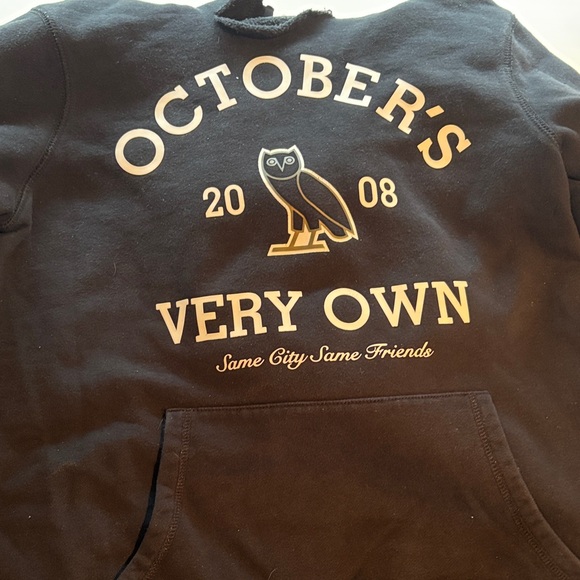 OCTOBER'S
20 08
VERY OWN
Same City Same Friends